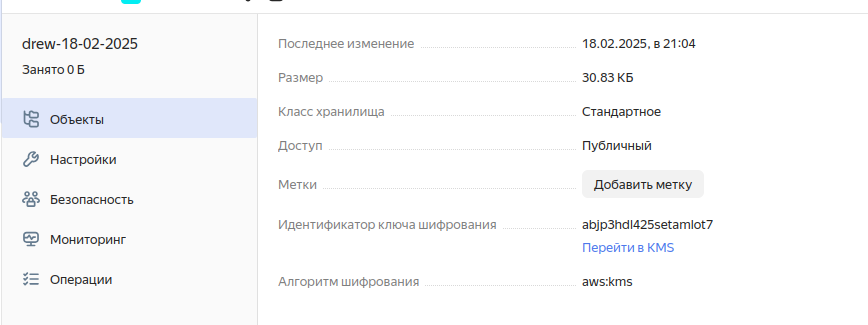 drew-18-02-2025
Занято 0 Б
Объекты
Настройки
Безопасность
Мониторинг
Операции
Последнее изменение 18.02.2025, в 21:04
Размер 30.83 КБ
Класс хранилища Стандартное
Доступ Публичный
Метки Добавить метку
Идентификатор ключа шифрования abjp3hdl425setamlot7
Перейти в KMS
Алгоритм шифрования aws:kms